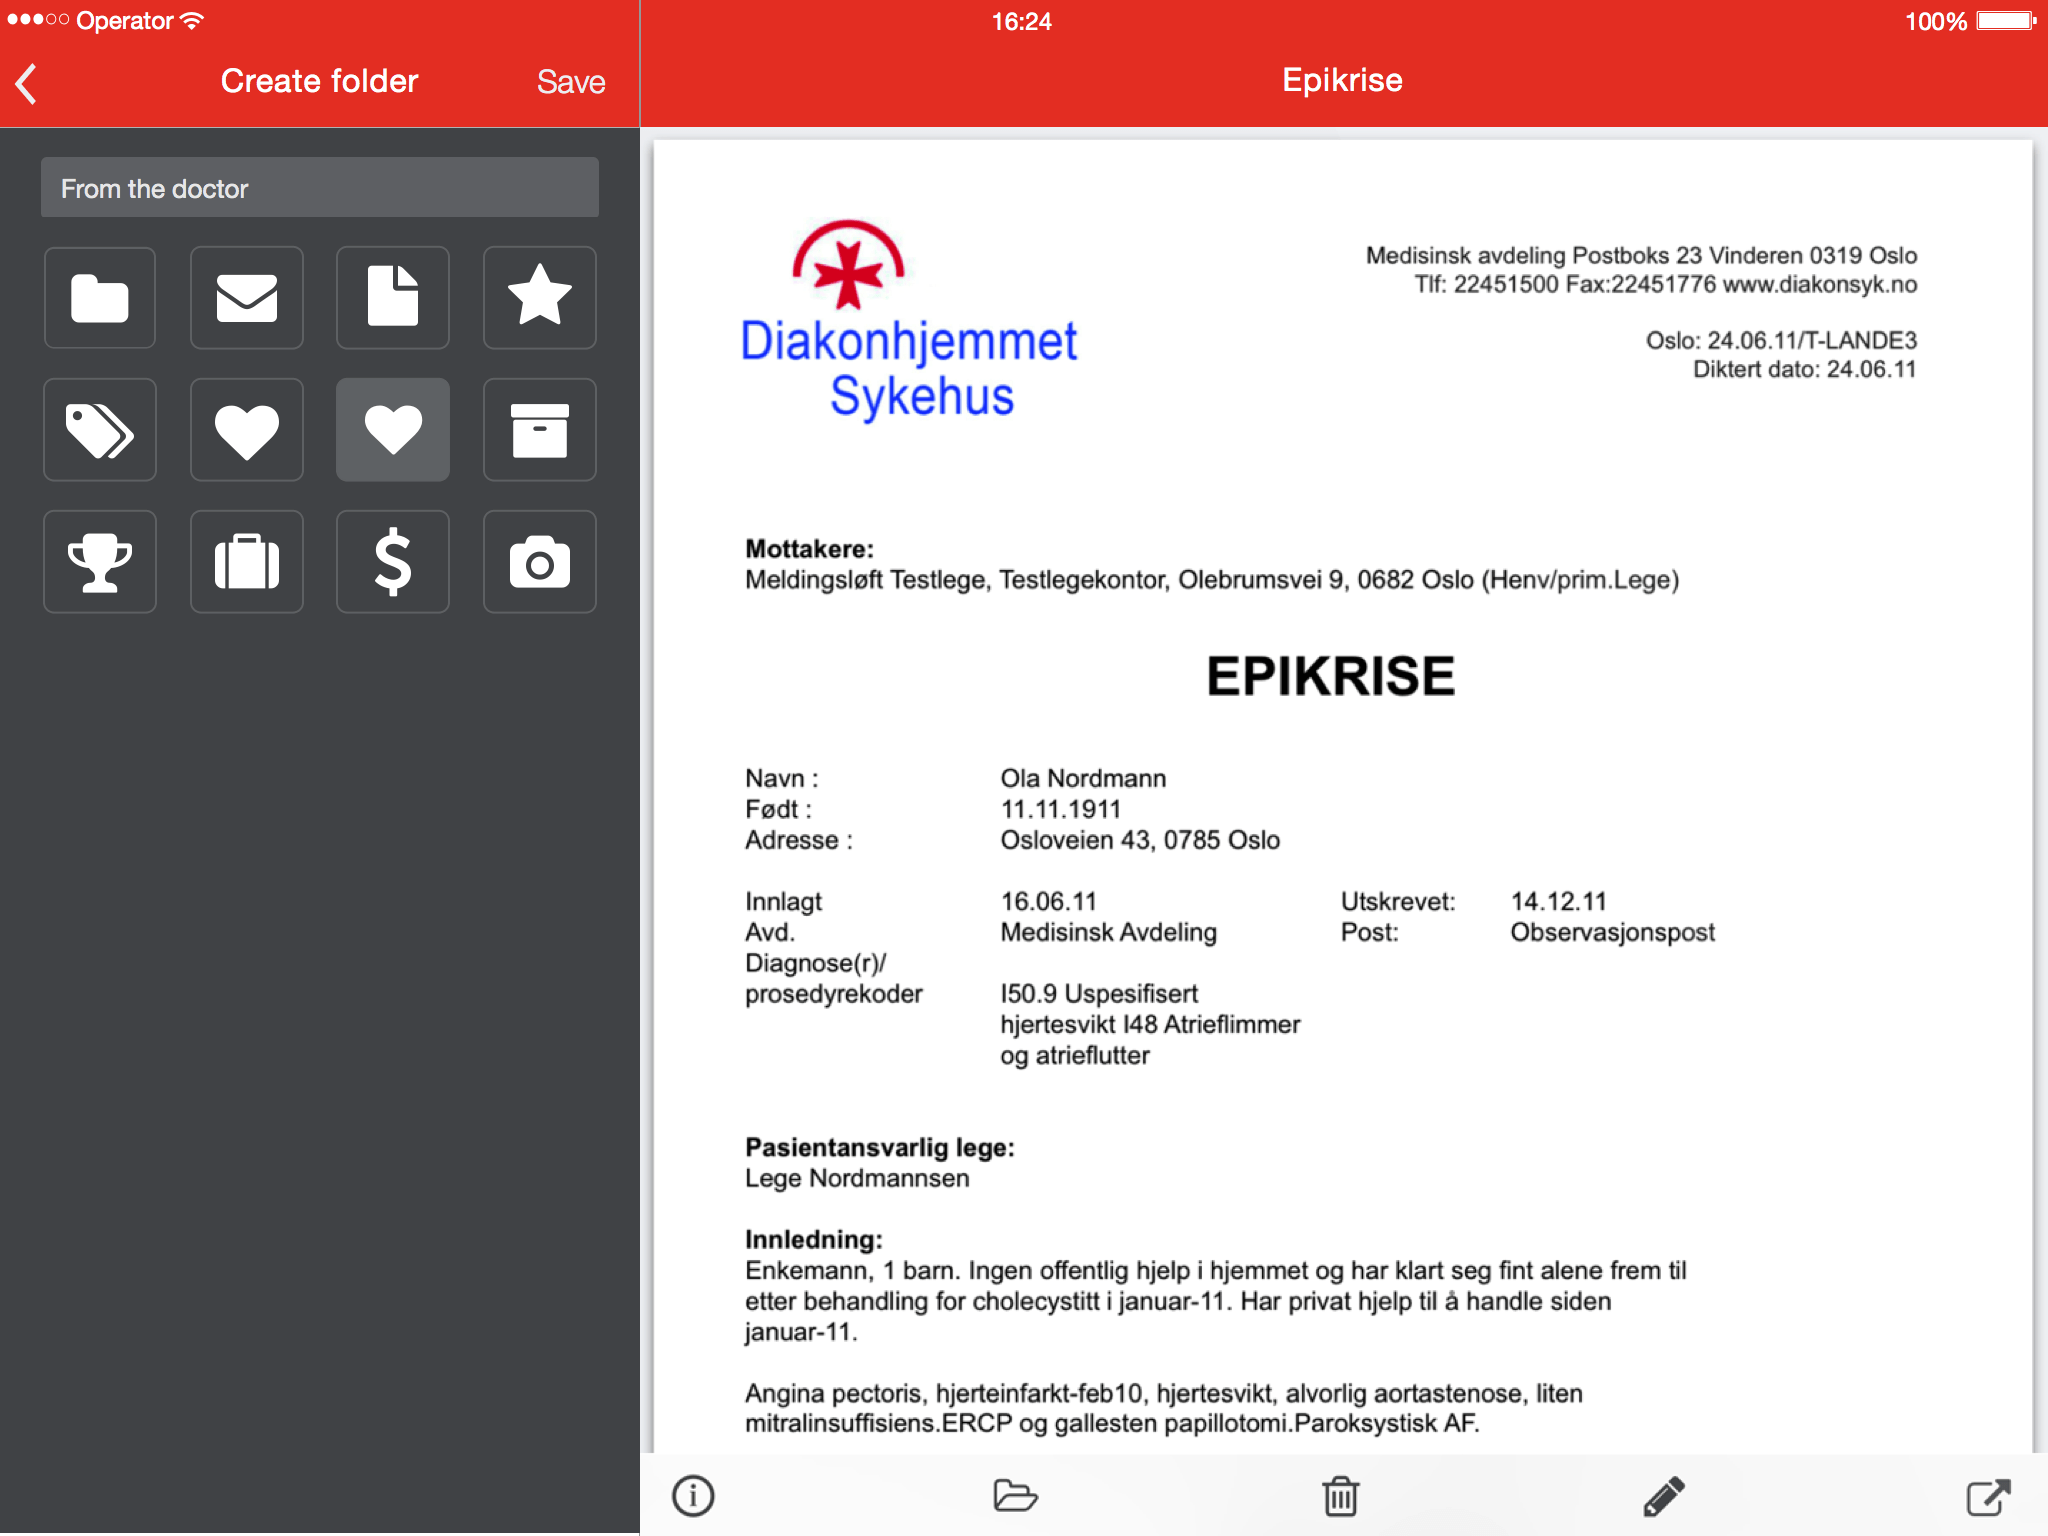 Operator
16:24
100%
Create folder
Save
Epikrise
From the doctor
Diakonhjemmet
Sykehus
Medisinsk avdeling Postboks 23 Vinderen 0319 Oslo
Tlf: 22451500 Fax:22451776 www.diakonsyk.no
Oslo: 24.06.11/T-LANDE3
Diktert dato: 24.06.11
Mottakere:
Meldingsløft Testlege, Testlegekontor, Olebrumsvei 9, 0682 Oslo (Henv/prim.Lege)
EPIKRISE
Navn : Ola Nordmann
Født : 11.11.1911
Adresse : Osloveien 43, 0785 Oslo
Innlagt 16.06.11 Utskrevet: 14.12.11
Avd. Medisinsk Avdeling Post: Observasjonspost
Diagnose(r)/
prosedyrekoder I50.9 Uspesifisert
hjertesvikt I48 Atrieflimmer
og atrieflutter
Pasientansvarlig lege:
Lege Nordmannsen
Innledning:
Enkemann, 1 barn. Ingen offentlig hjelp i hjemmet og har klart seg fint alene frem til
etter behandling for cholecystitt i januar-11. Har privat hjelp til å handle siden
januar-11.
Angina pectoris, hjerteinfarkt-feb10, hjertesvikt, alvorlig aortastenose, liten
mitralinsuffisiens.ERCP og gallesten papillotomi.Paroksystisk AF.